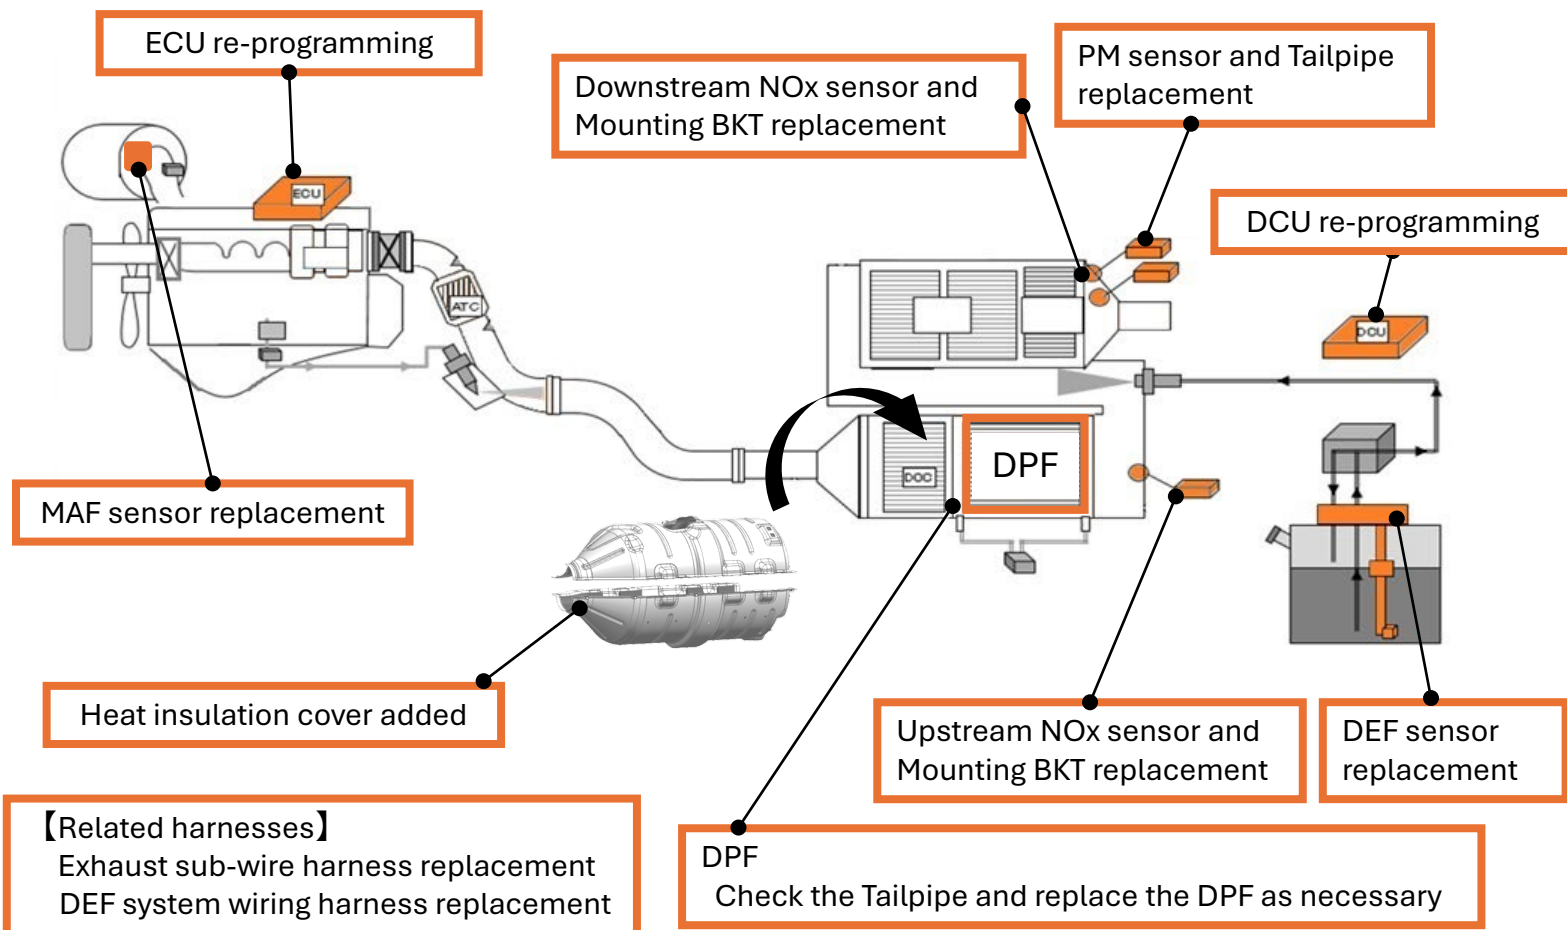 ECU re-programming
Downstream NOx sensor and
Mounting BKT replacement
PM sensor and Tailpipe
replacement
ECU
DCU re-programming
ATC
DCU
MAF sensor replacement
DOC
DPF
Heat insulation cover added
Upstream NOx sensor and
Mounting BKT replacement
DEF sensor
replacement
【Related harnesses】
Exhaust sub-wire harness replacement
DEF system wiring harness replacement
DPF
Check the Tailpipe and replace the DPF as necessary